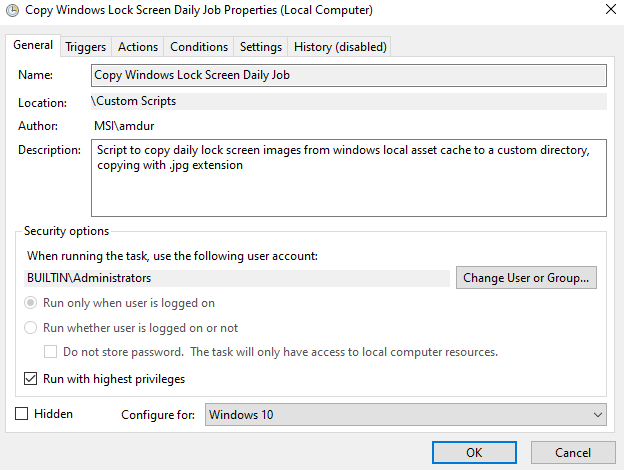 Copy Windows Lock Screen Daily Job Properties (Local Computer)
General Triggers Actions Conditions Settings History (disabled)
Name: Copy Windows Lock Screen Daily Job
Location: \Custom Scripts
Author: MSI\amdur
Description: Script to copy daily lock screen images from windows local asset cache to a custom directory,
copying with .jpg extension
Security options
When running the task, use the following user account:
BUILTIN\Administrators Change User or Group...
Run only when user is logged on
Run whether user is logged on or not
Do not store password. The task will only have access to local computer resources.
Run with highest privileges
Hidden Configure for: Windows 10
OK Cancel